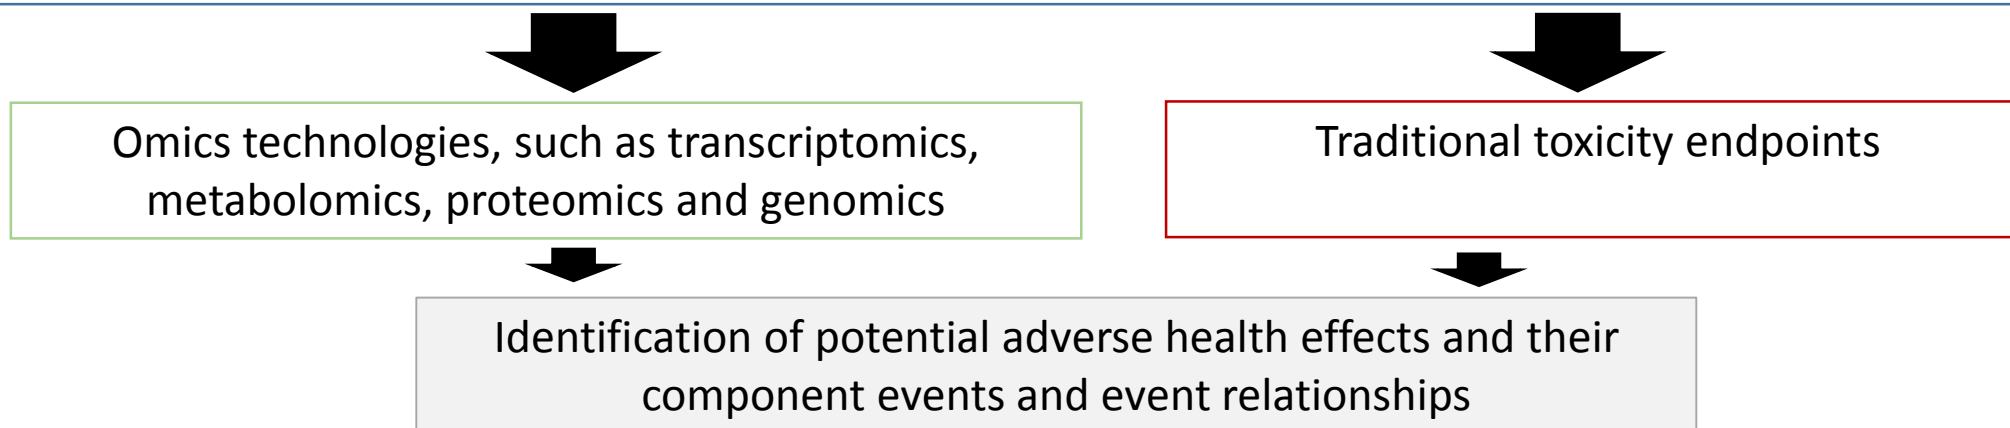 Omics technologies, such as transcriptomics,
metabolomics, proteomics and genomics
Traditional toxicity endpoints
Identification of potential adverse health effects and their
component events and event relationships